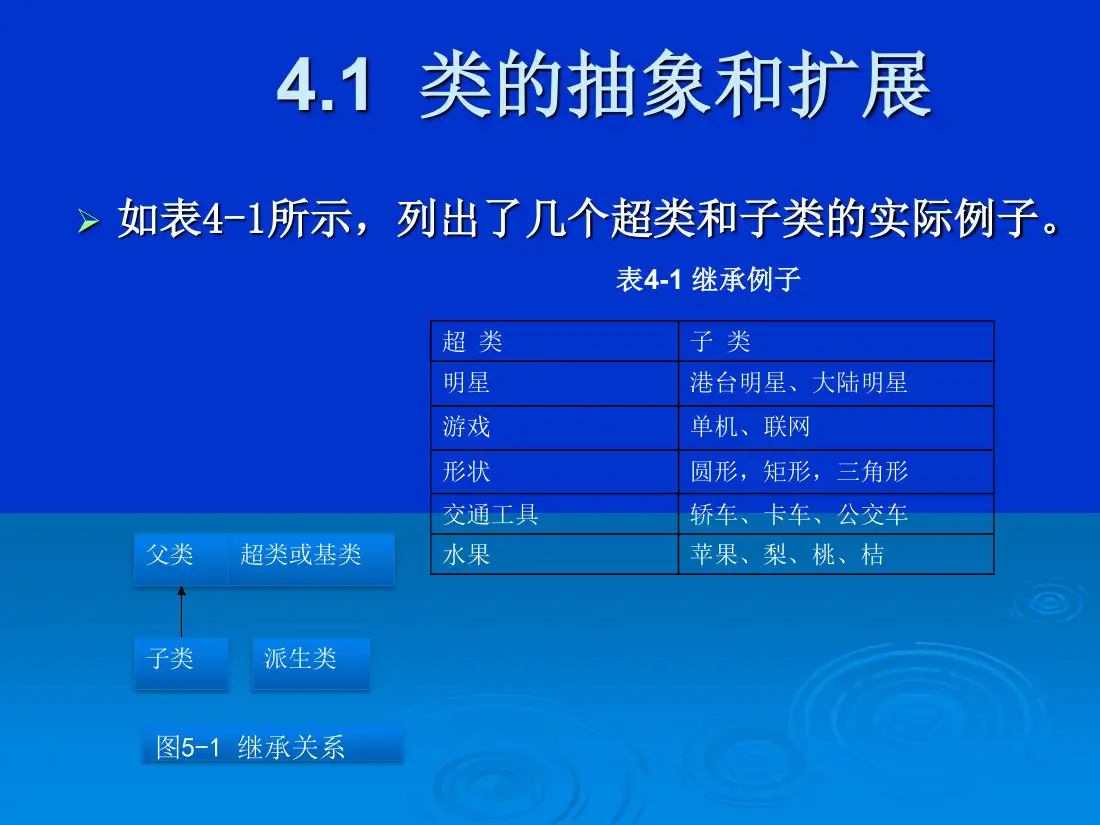 4.1 类的抽象和扩展
如表4-1所示，列出了几个超类和子类的实际例子。
表4-1 继承例子
超 类 子 类
明星 港台明星、大陆明星
游戏 单机、联网
形状 圆形，矩形，三角形
交通工具 轿车、卡车、公交车
水果 苹果、梨、桃、桔
父类 超类或基类
子类 派生类
图5-1 继承关系